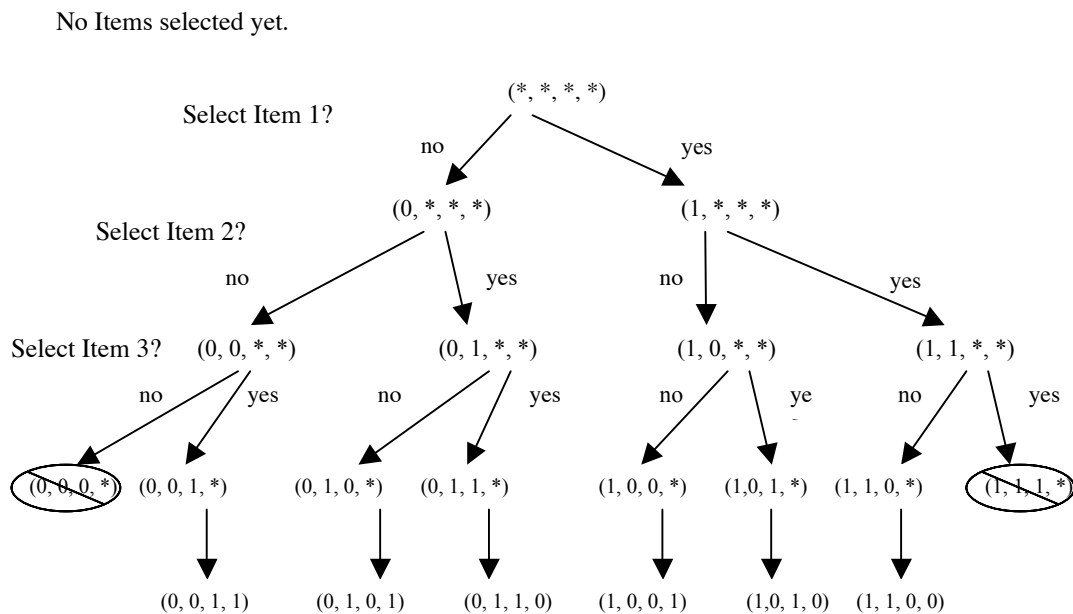 No Items selected yet.
(*, *, *, *)
Select Item 1?
no yes
(0, *, *, *) (1, *, *, *)
Select Item 2?
no yes no yes
Select Item 3? (0, 0, *, *) (0, 1, *, *) (1, 0, *, *) (1, 1, *, *)
no yes no yes no ye no yes
(0, 0, 0, *) (0, 0, 1, *) (0, 1, 0, *) (0, 1, 1, *) (1, 0, 0, *) (1,0, 1, *) (1, 1, 0, *) (1, 1, 1, *)
(0, 0, 1, 1) (0, 1, 0, 1) (0, 1, 1, 0) (1, 0, 0, 1) (1,0, 1, 0) (1, 1, 0, 0)